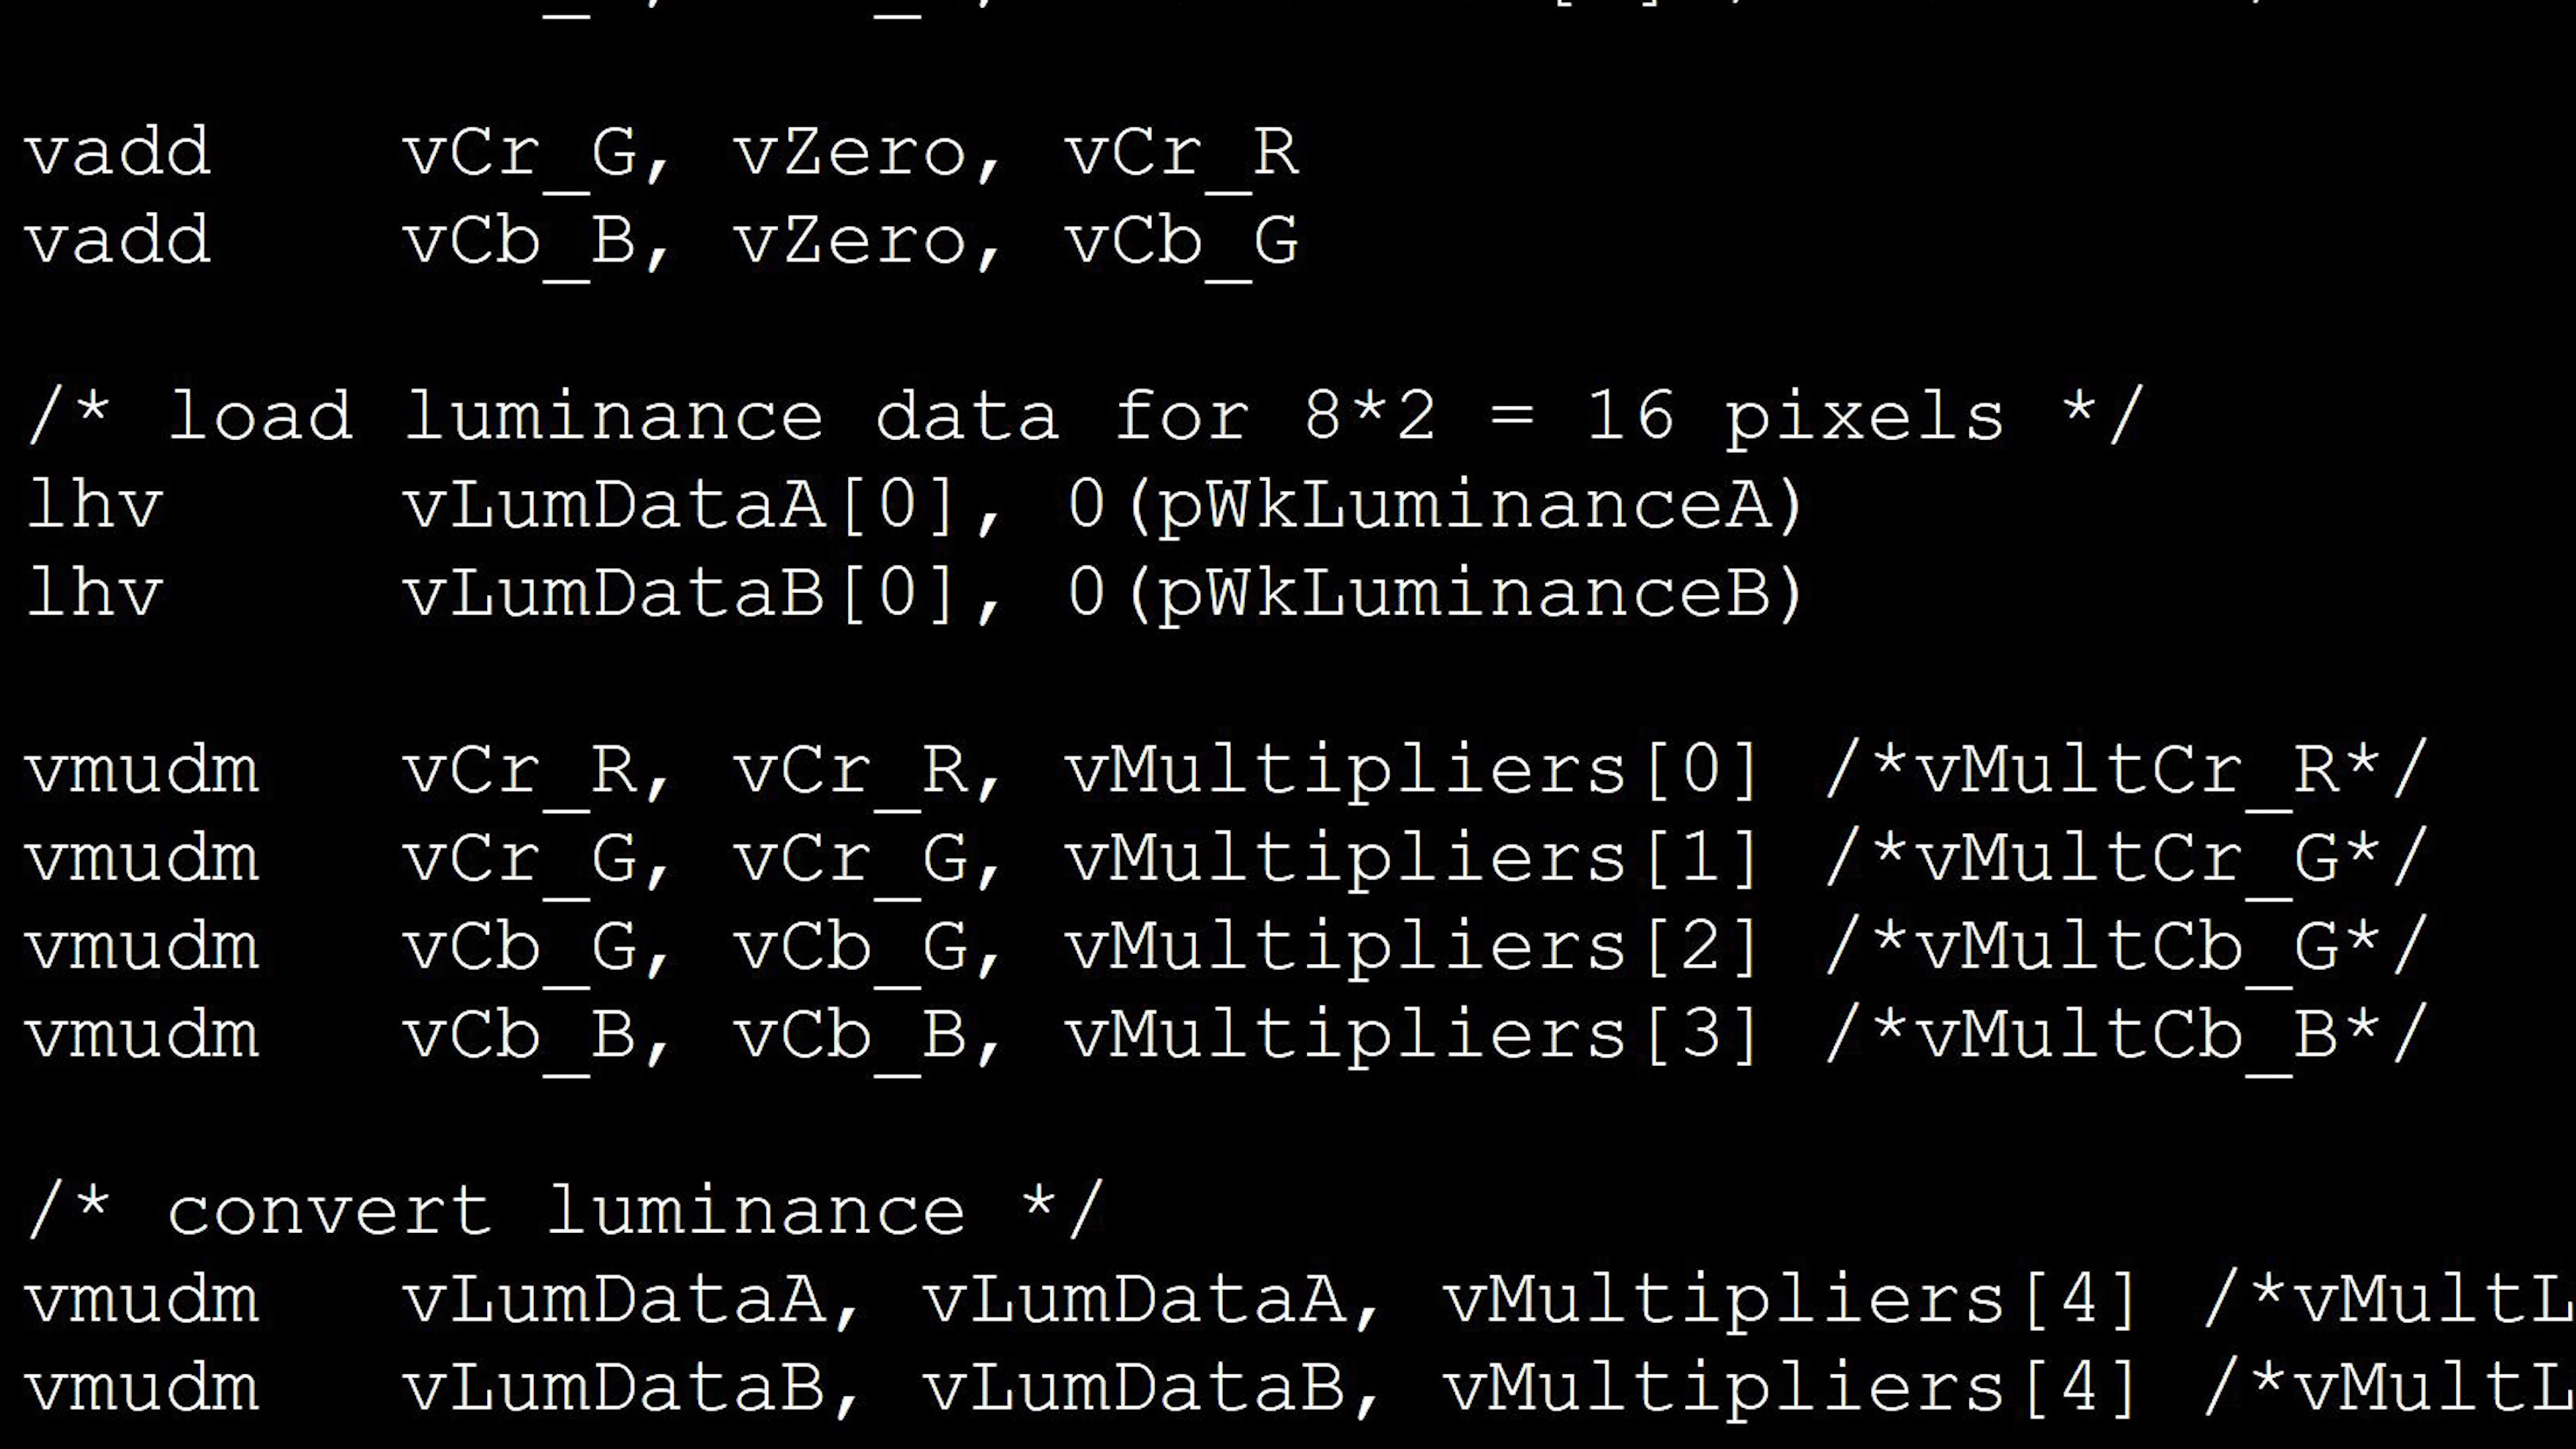 vadd vCr_G, vZero, vCr_R
vadd vCb_B, vZero, vCb_G
/* load luminance data for 8*2 = 16 pixels */
lhv vLumDataA[0], 0(pWkLuminanceA)
lhv vLumDataB[0], 0(pWkLuminanceB)
vmudm vCr_R, vCr_R, vMultipliers[0] /*vMultCr_R*/
vmudm vCr_G, vCr_G, vMultipliers[1] /*vMultCr_G*/
vmudm vCb_G, vCb_G, vMultipliers[2] /*vMultCb_G*/
vmudm vCb_B, vCb_B, vMultipliers[3] /*vMultCb_B*/
/* convert luminance */
vmudm vLumDataA, vLumDataA, vMultipliers[4] /*vMultL
vmudm vLumDataB, vLumDataB, vMultipliers[4] /*vMultL